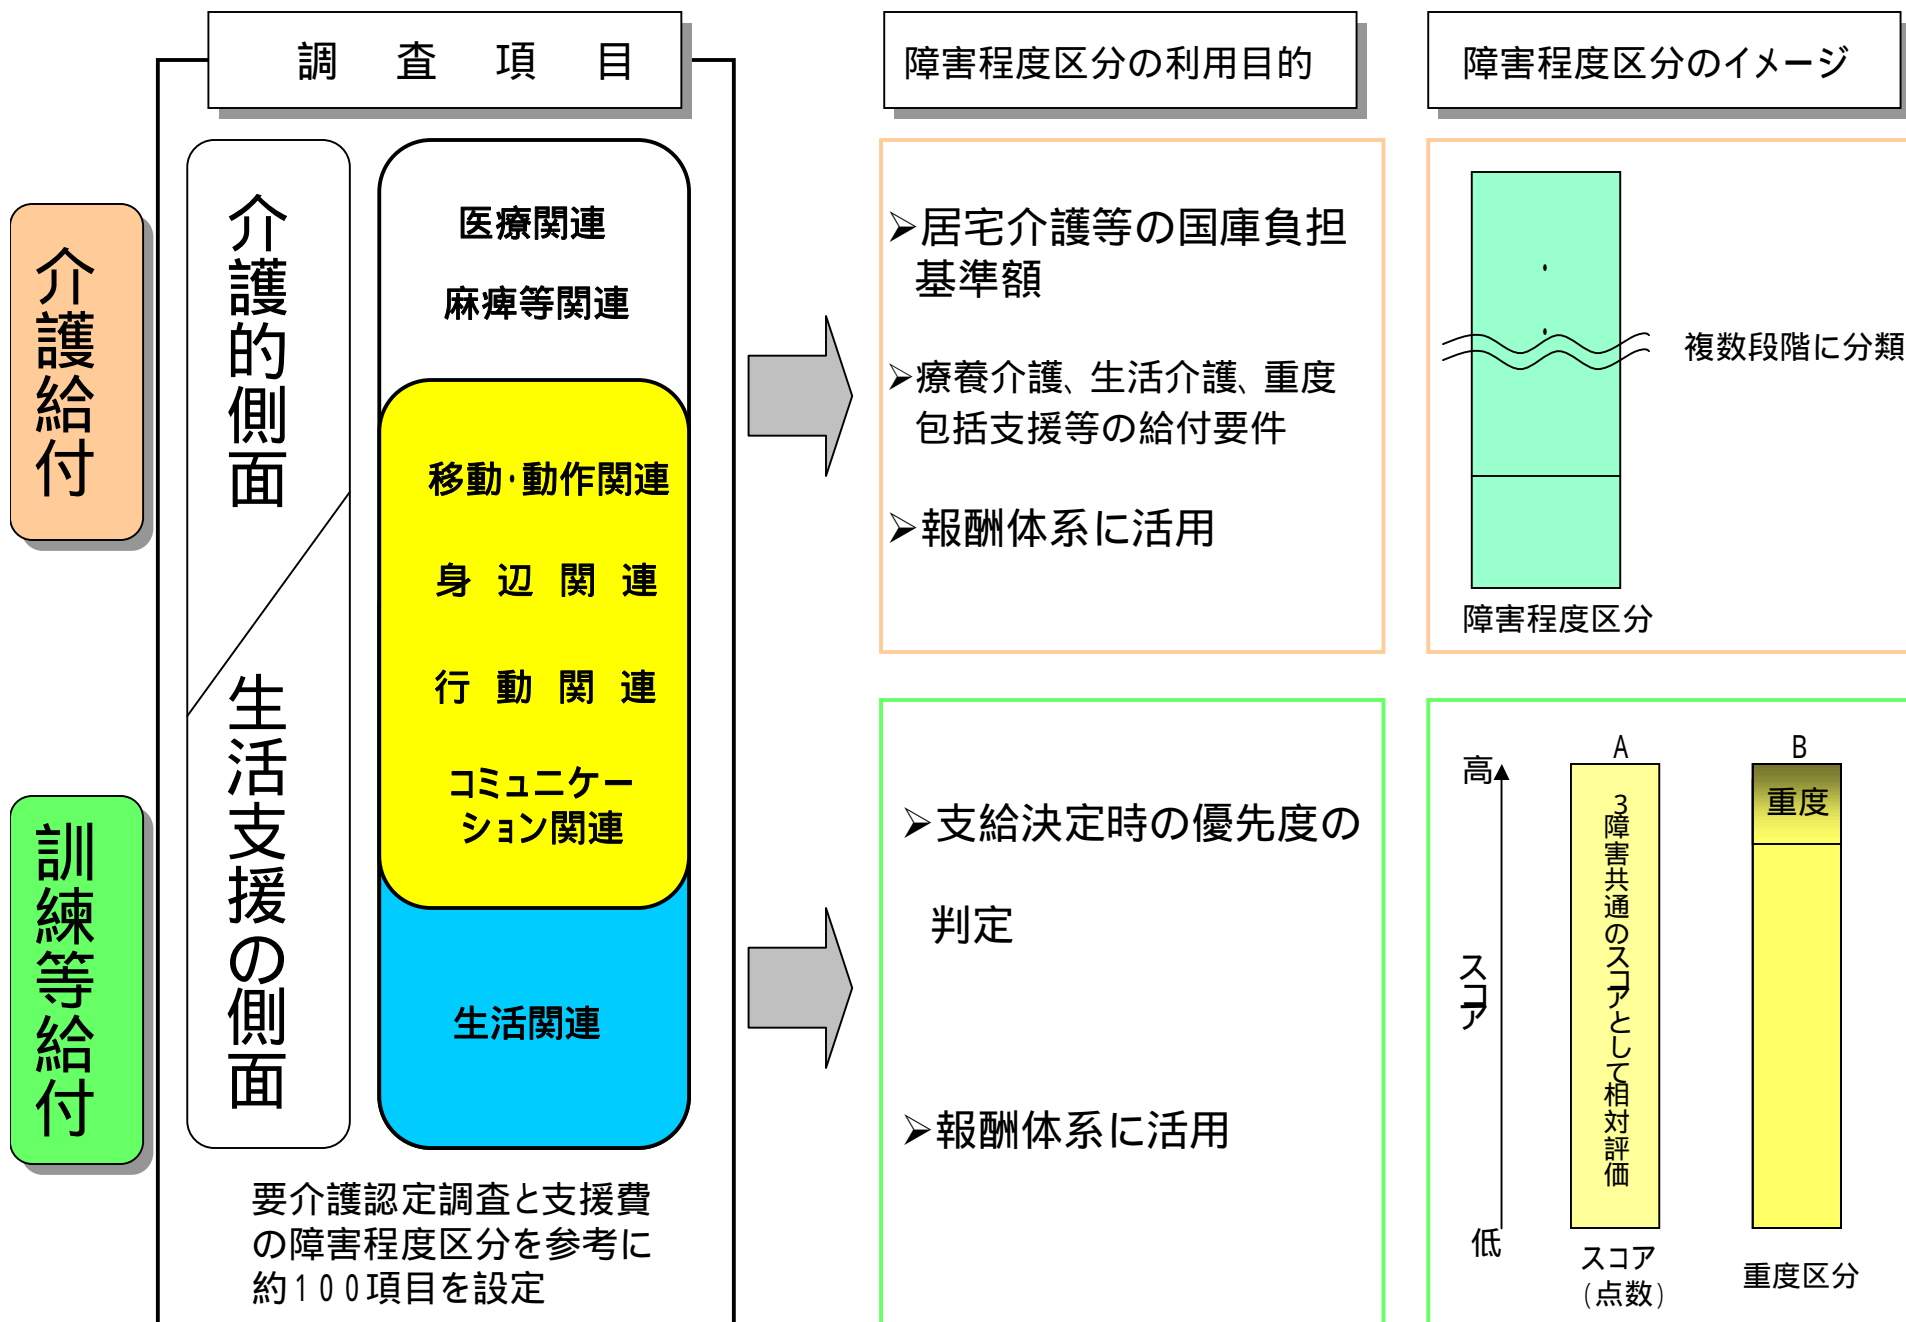 調査項目
障害程度区分の利用目的
障害程度区分のイメージ
介護給付
訓練等給付
介護的側面
生活支援の側面
医療関連
麻痺等関連
移動・動作関連
身辺関連
行動関連
コミュニケー
ション関連
生活関連
要介護認定調査と支援費
の障害程度区分を参考に
約100項目を設定
➢居宅介護等の国庫負担
基準額
➢療養介護、生活介護、重度
包括支援等の給付要件
➢報酬体系に活用
複数段階に分類
障害程度区分
➢支給決定時の優先度の
判定
➢報酬体系に活用
高
スコア
低
A
3障害共通のスコアとして相対評価
スコア
(点数)
B
重度
重度区分